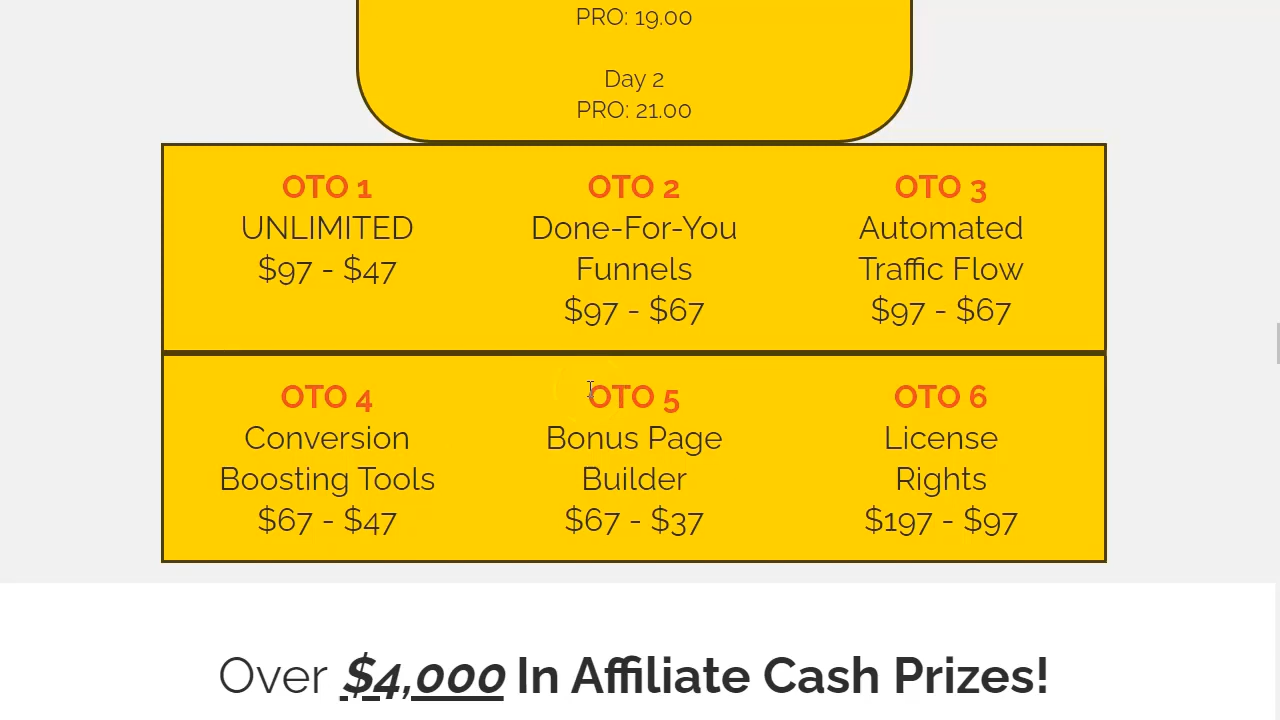 PRO: 19.00
Day 2
PRO: 21.00
OTO 1
UNLIMITED
$97 - $47
OTO 2
Done-For-You
Funnels
$97 - $67
OTO 3
Automated
Traffic Flow
$97 - $67
OTO 4
Conversion
Boosting Tools
$67 - $47
OTO 5
Bonus Page
Builder
$67 - $37
OTO 6
License
Rights
$197 - $97
Over $4,000 In Affiliate Cash Prizes!